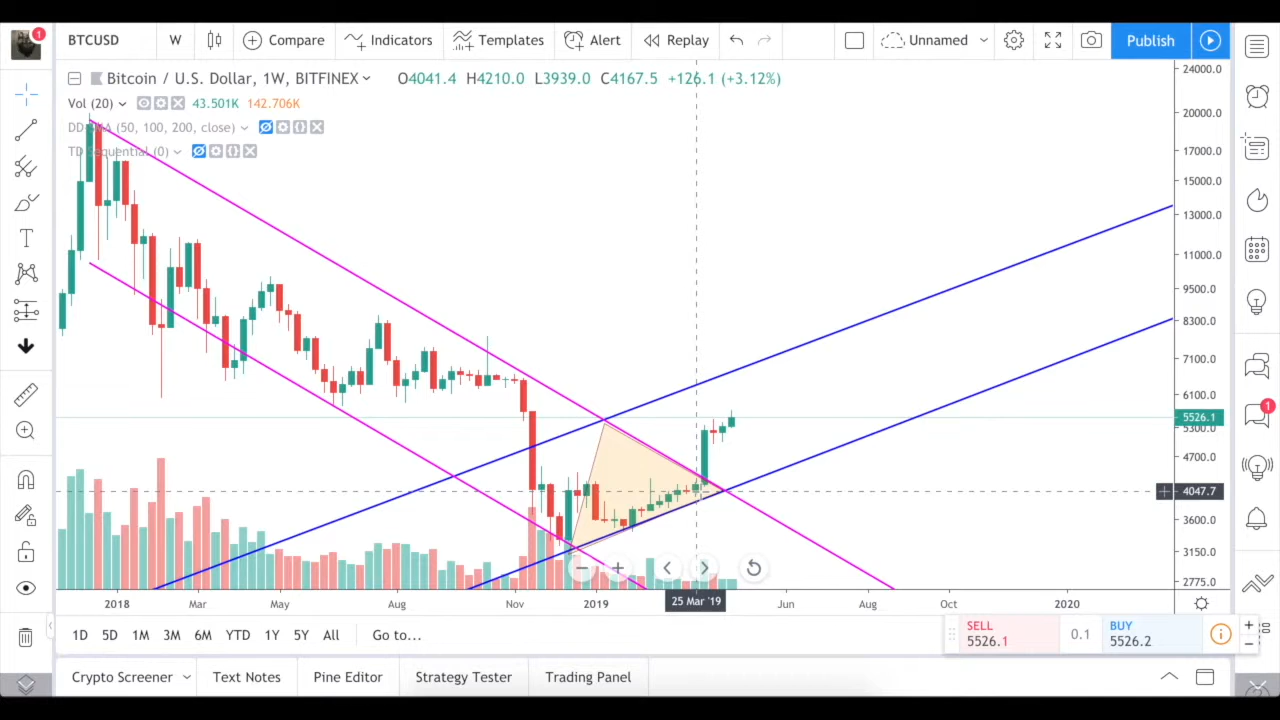 1
BTCUSD
W
Compare
Indicators
Templates
Alert
Replay
Unnamed
Publish
Bitcoin / U.S. Dollar, 1W, BITFINEX
O4041.4 H4210.0 L3939.0 C4167.5 +126.1 (+3.12%)
Vol (20)
43.501K 142.706K
(50, 100, 200, close)
TD Sequential (0)
24000.0
20000.0
17000.0
15000.0
13000.0
11000.0
9500.0
8300.0
7100.0
6100.0
5526.1
5300.0
4700.0
4047.7
3600.0
3150.0
2775.0
1
2018
Mar
May
Aug
Nov
2019
25 Mar '19
Jun
Aug
Oct
2020
1D 5D 1M 3M 6M YTD 1Y 5Y All
Go to...
SELL
5526.1
0.1
BUY
5526.2
Crypto Screener
Text Notes
Pine Editor
Strategy Tester
Trading Panel